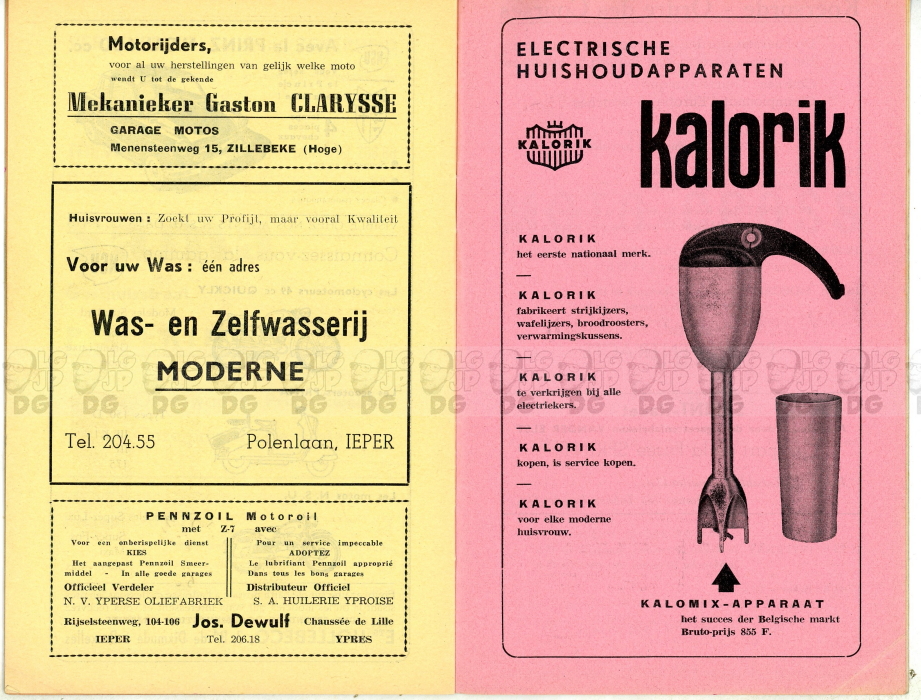 Motorijders,
voor al uw herstellingen van gelijk welke moto
wendt U tot de gekende
Mekanieker Gaston CLARYSSE
GARAGE MOTOS
Menensteenweg 15, ZILLEBEKE (Hoge)
Huisvrouwen : Zoekt uw Profijt, maar vooral Kwaliteit
Voor uw Was : één adres
Was- en Zelfwasserij
MODERNE
Tel. 204.55 Polenlaan, IEPER
PENNZOIL Motoroil
met Z-7 avec
Voor een onberispelijke dienst
KIES
Het aangepast Pennzoil Smeer-
middel - In alle goede garages
Officieel Verdeler
N. V. YPERSE OLIEFABRIEK
Pour un service impeccable
ADOPTEZ
Le lubrifiant Pennzoil approprié
Dans tous les bons garages
Distributeur Officiel
S. A. HUILERIE YPROISE
Rijselsteenweg, 104-106 Jos. Dewulf Chaussée de Lille
IEPER Tel. 206.18 YPRES
ELECTRISCHE
HUISHOUDAPPARATEN
KALORIK
kalorik
KALORIK
het eerste nationaal merk.
KALORIK
fabrikeert strijkijzers,
wafelijzers, broodroosters,
verwarmingskussens.
KALORIK
te verkrijgen bij alle
electriekers.
KALORIK
kopen, is service kopen.
KALORIK
voor elke moderne
huisvrouw.
KALOMIX-APPARAAT
het succes der Belgische markt
Bruto-prijs 855 F.